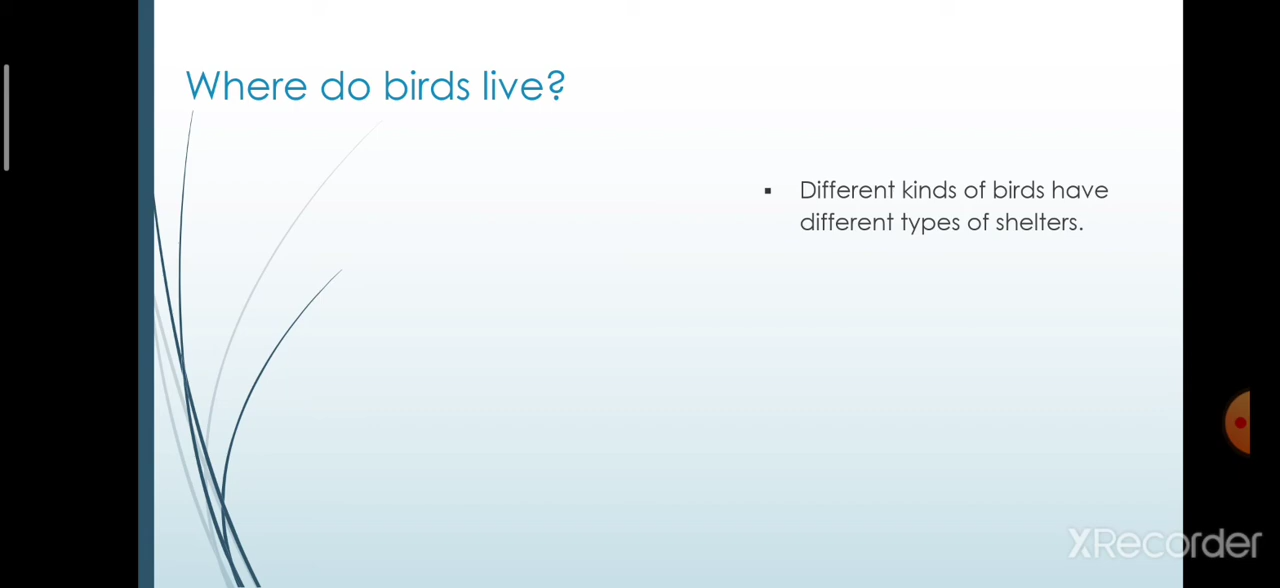 Where do birds live?
▪ Different kinds of birds have
different types of shelters.
XRecorder